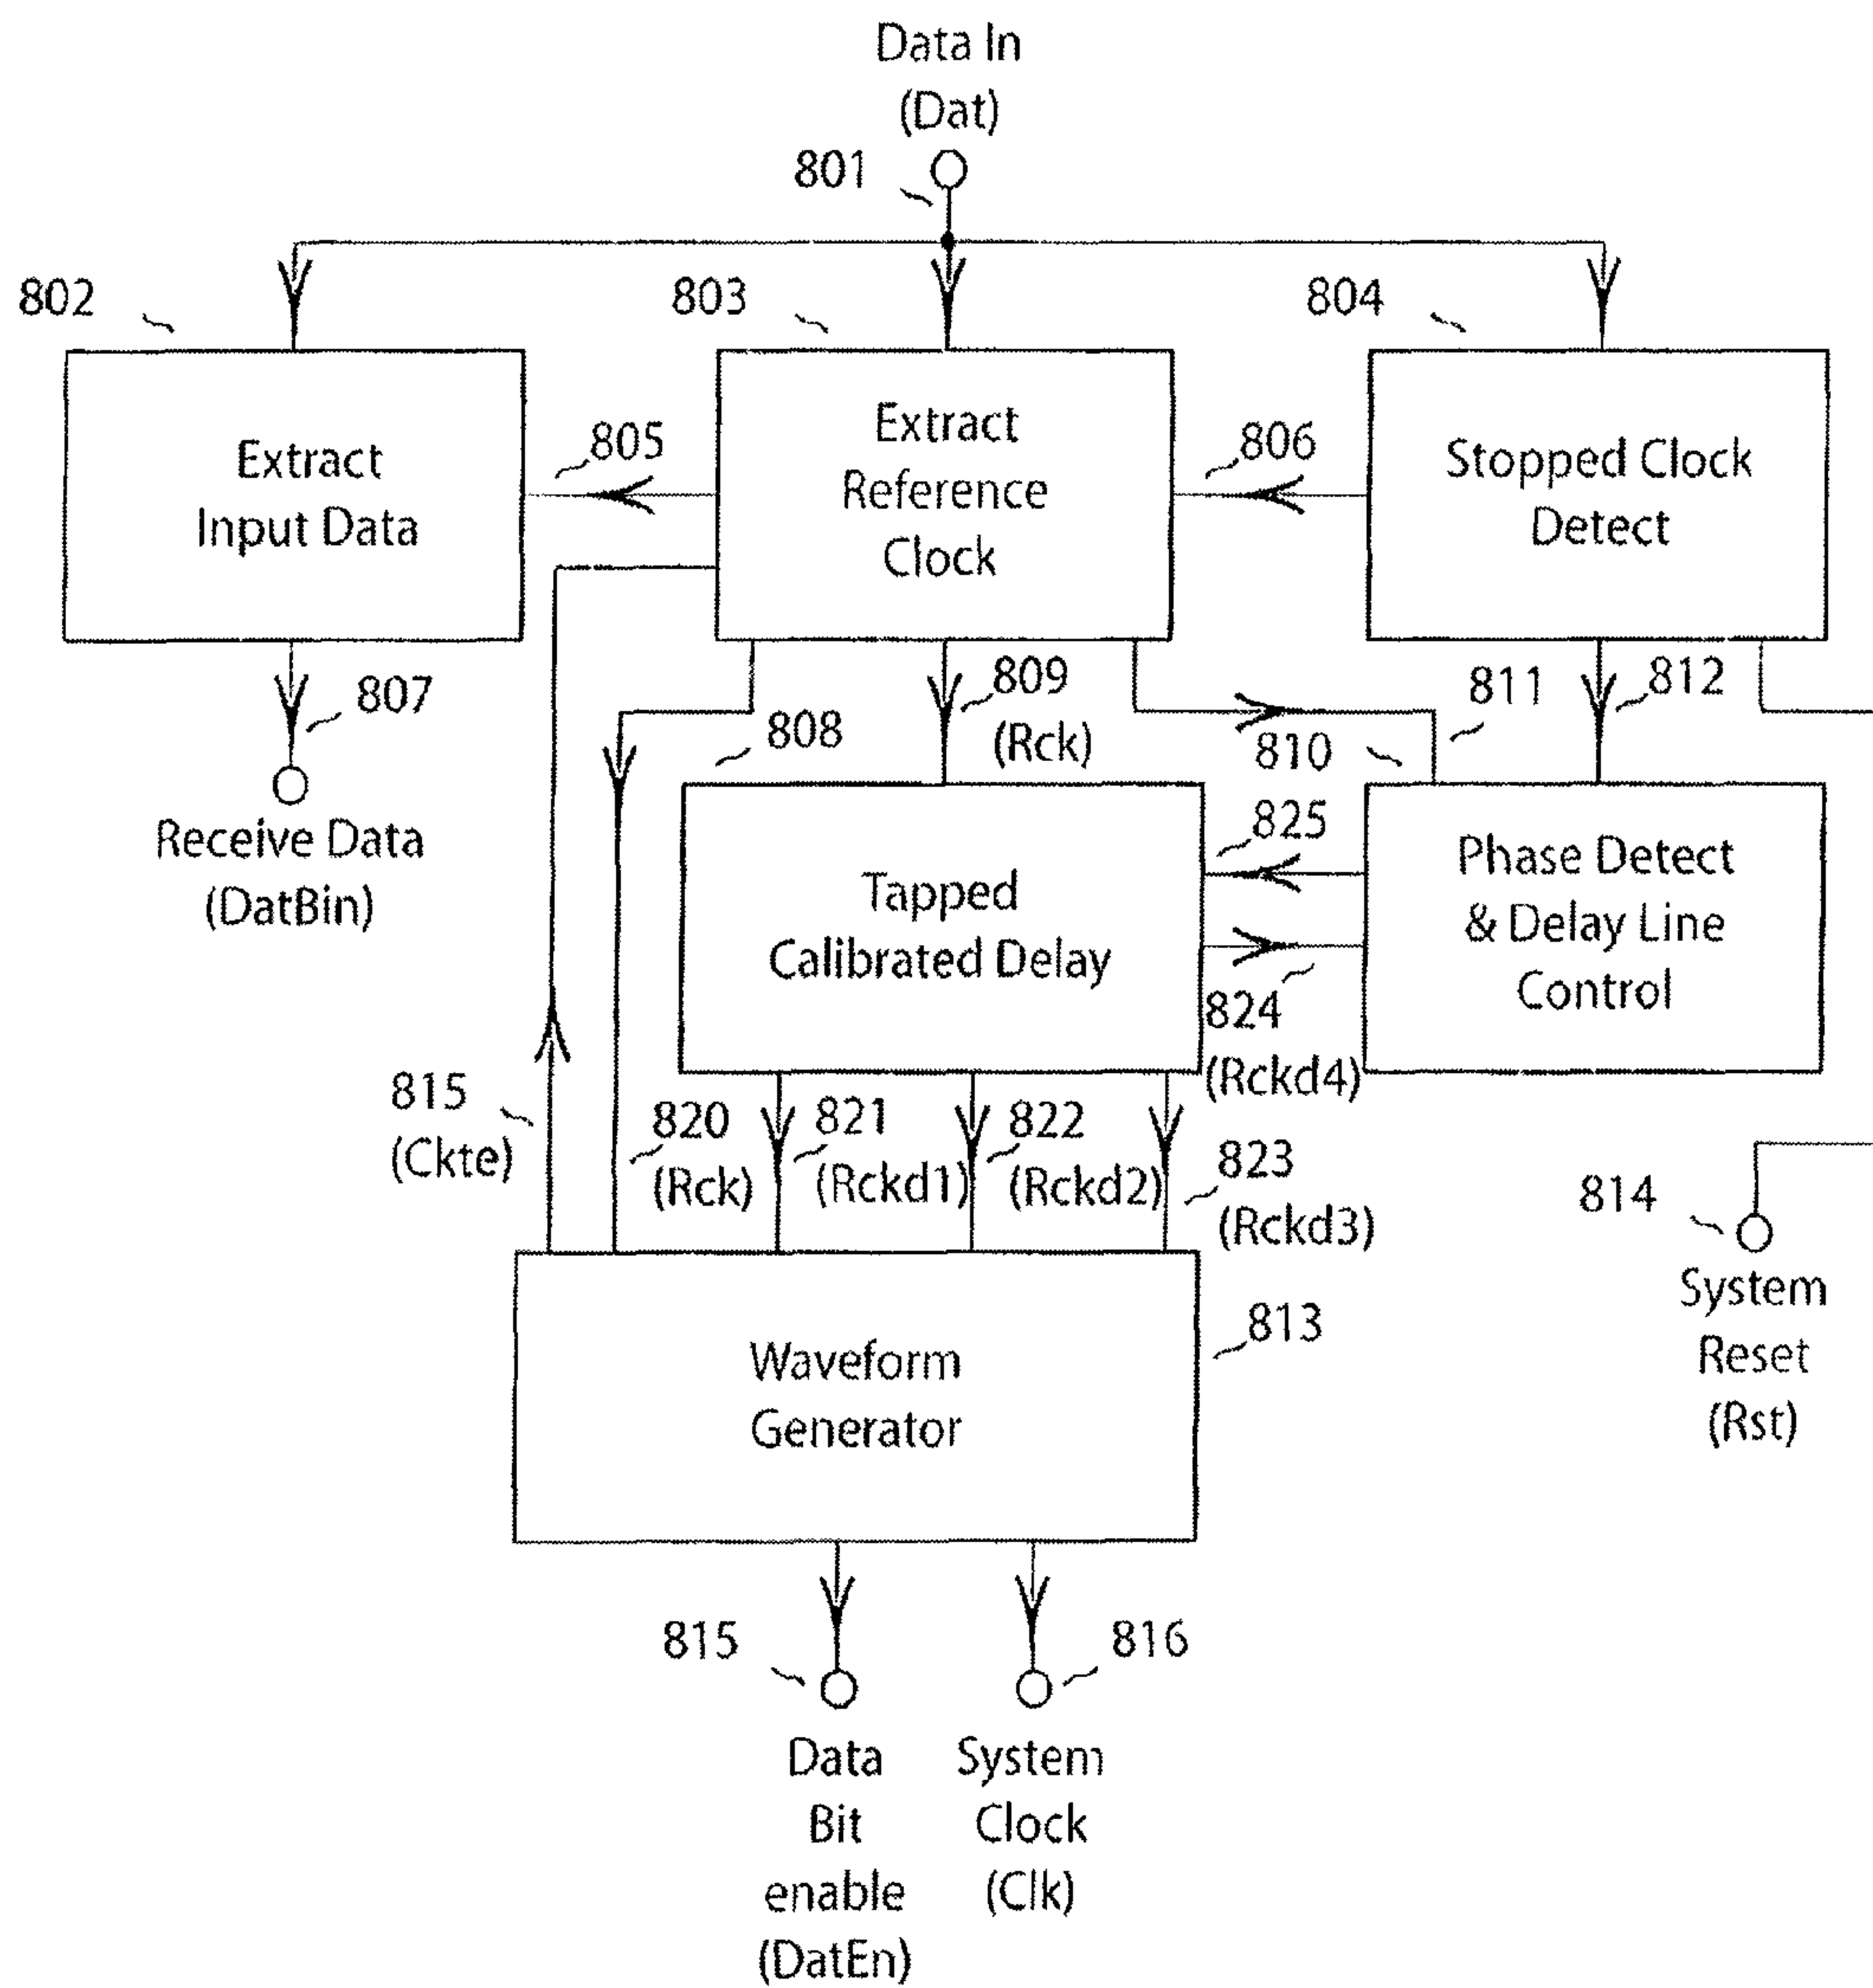 Data In
(Dat)
801
802
803
804
Extract
Input Data
805
Extract
Reference
Clock
806
Stopped Clock
Detect
807
Receive Data
(DatBin)
808
809
(Rck)
810
811
812
Tapped
Calibrated Delay
825
824
(Rckd4)
Phase Detect
& Delay Line
Control
815
(Ckte)
820
(Rck)
821
(Rckd1)
822
(Rckd2)
823
(Rckd3)
814
System
Reset
(Rst)
Waveform
Generator
813
815
816
Data
Bit
enable
(DatEn)
System
Clock
(Clk)